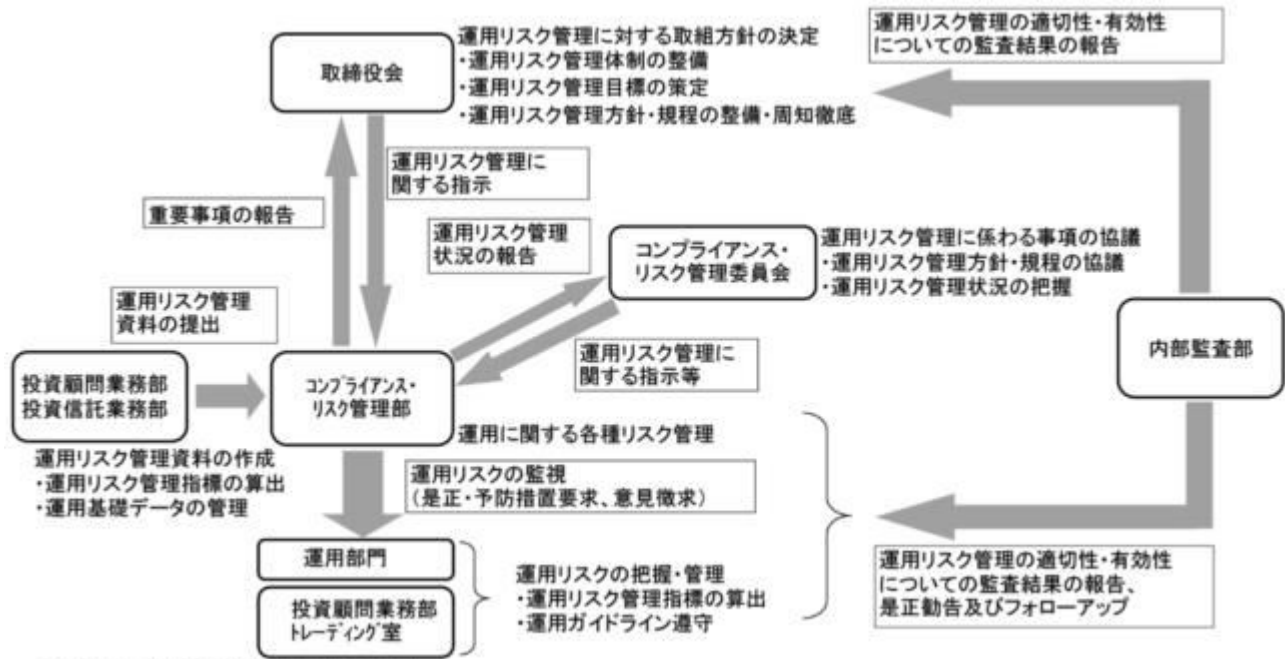 運用リスク管理に対する取組方針の決定
・運用リスク管理体制の整備
・運用リスク管理目標の策定
・運用リスク管理方針・規程の整備・周知徹底
取締役会
運用リスク管理の適切性・有効性
についての監査結果の報告
運用リスク管理に
関する指示
重要事項の報告
運用リスク管理
状況の報告
コンプライアンス・
リスク管理委員会
運用リスク管理に係わる事項の協議
・運用リスク管理方針・規程の協議
・運用リスク管理状況の把握
運用リスク管理
資料の提出
内部監査部
運用リスク管理に
関する指示等
投資顧問業務部
投資信託業務部
コンプライアンス・
リスク管理部
運用に関する各種リスク管理
運用リスク管理資料の作成
・運用リスク管理指標の算出
・運用基礎データの管理
運用リスクの監視
(是正・予防措置要求、意見徴求)
運用部門
投資顧問業務部
トレーディング室
運用リスクの把握・管理
・運用リスク管理指標の算出
・運用ガイドライン遵守
運用リスク管理の適切性・有効性
についての監査結果の報告、
是正勧告及びフォローアップ